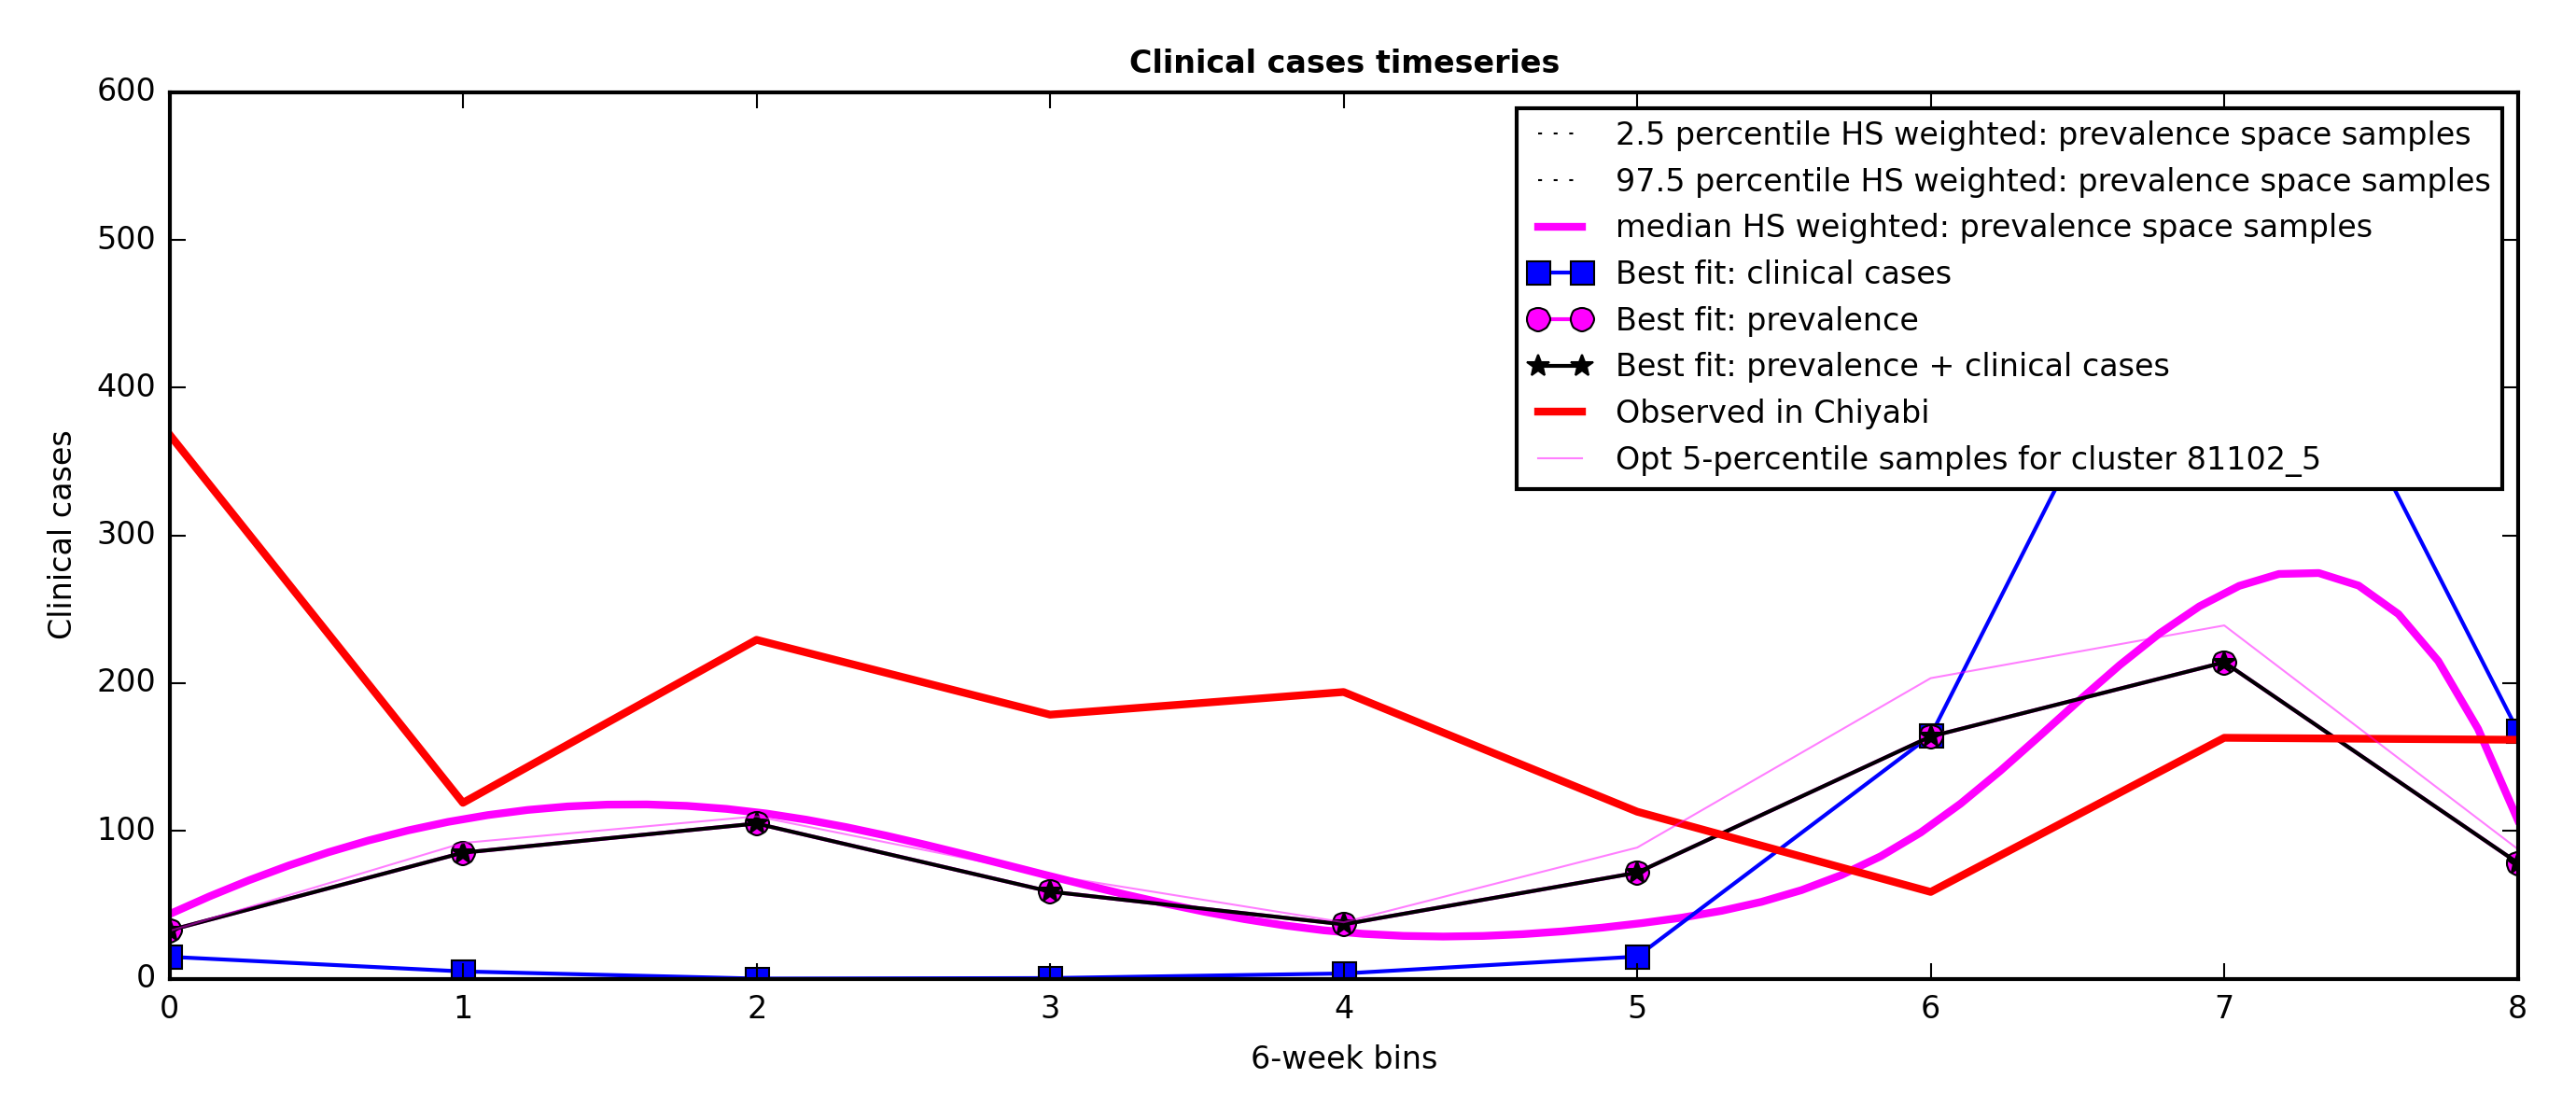 Clinical cases timeseries
600
500
400
300
200
100
0
Clinical cases
2.5 percentile HS weighted: prevalence space samples
97.5 percentile HS weighted: prevalence space samples
median HS weighted: prevalence space samples
Best fit: clinical cases
Best fit: prevalence
Best fit: prevalence + clinical cases
Observed in Chiyabi
Opt 5-percentile samples for cluster 81102_5
0 1 2 3 4 5 6 7 8
6-week bins